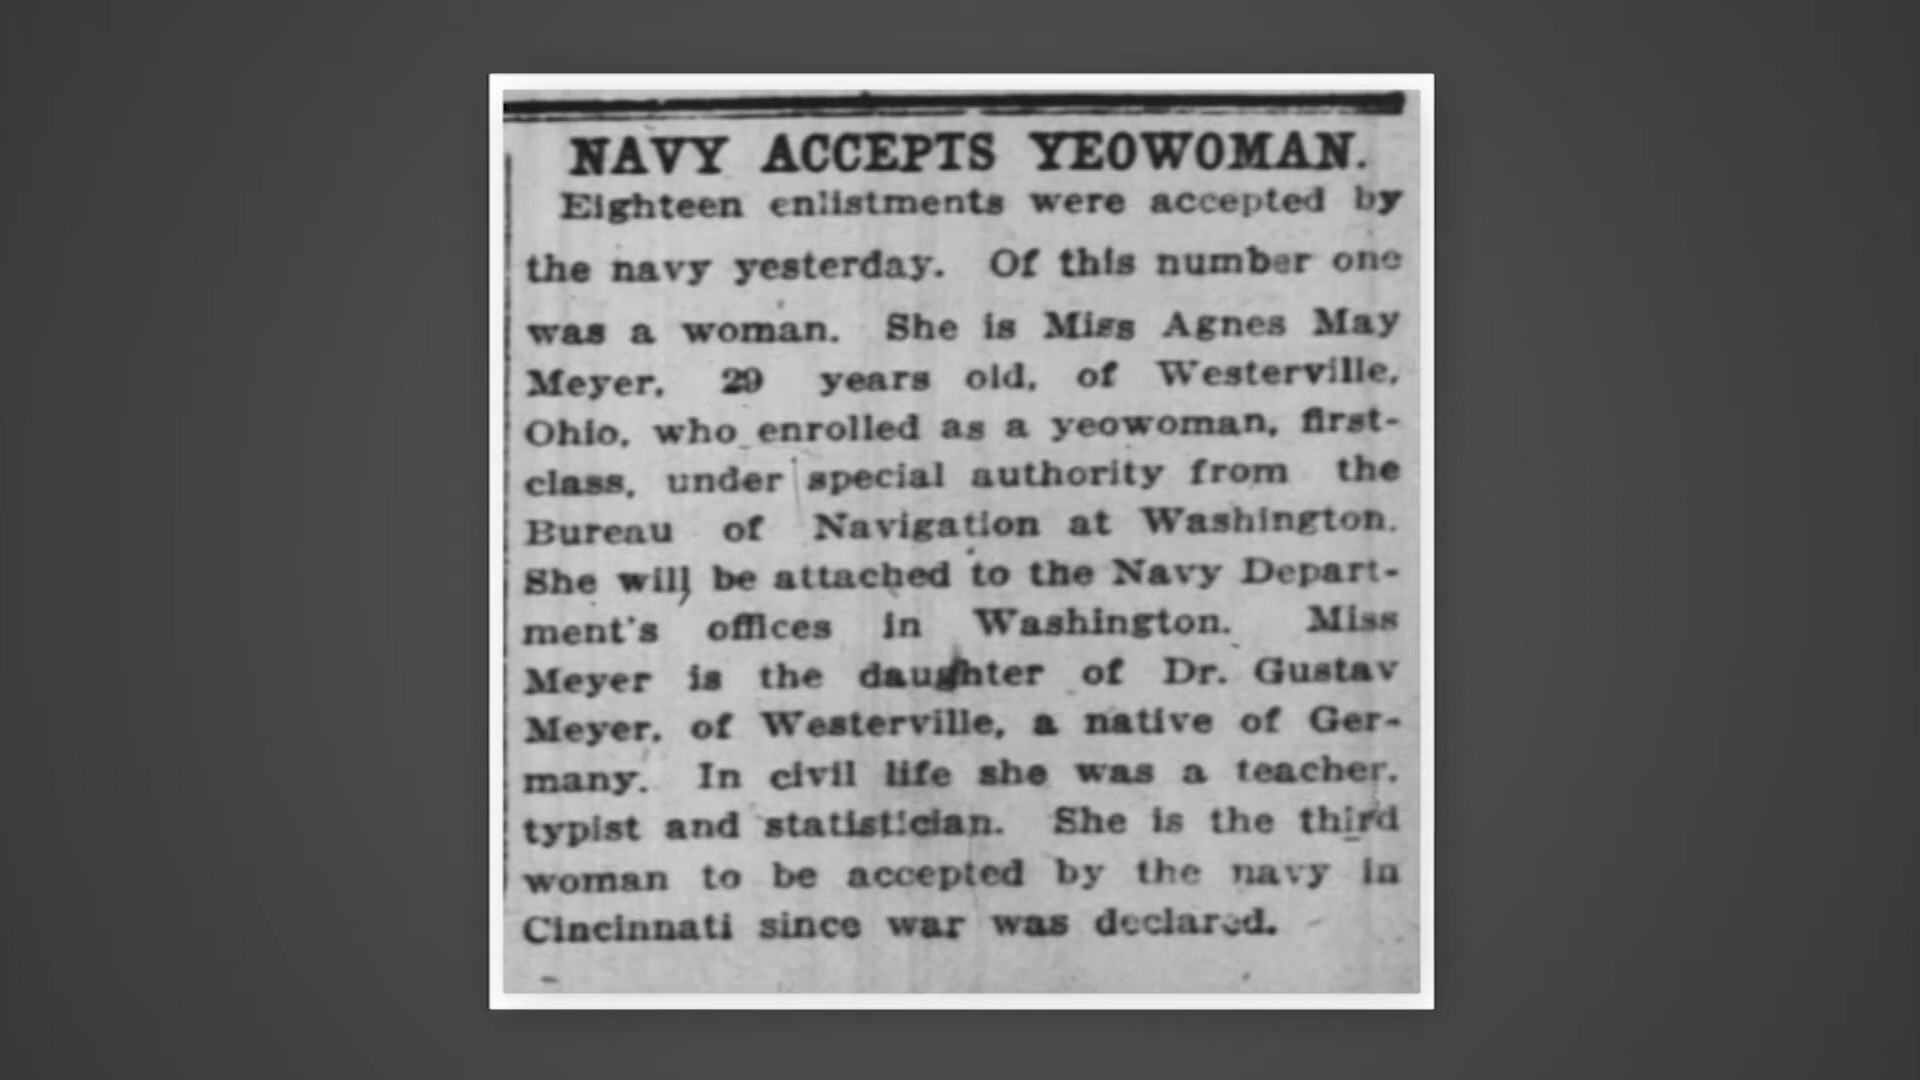 NAVY ACCEPTS YEOWOMAN.
Eighteen enlistments were accepted by
the navy yesterday. Of this number one
was a woman. She is Miss Agnes May
Meyer, 29 years old, of Westerville,
Ohio, who enrolled as a yeowoman, first-
class, under special authority from the
Bureau of Navigation at Washington.
She will be attached to the Navy Depart-
ment's offices in Washington. Miss
Meyer is the daughter of Dr. Gustav
Meyer, of Westerville, a native of Ger-
many. In civil life she was a teacher,
typist and statistician. She is the third
woman to be accepted by the navy in
Cincinnati since war was declared.